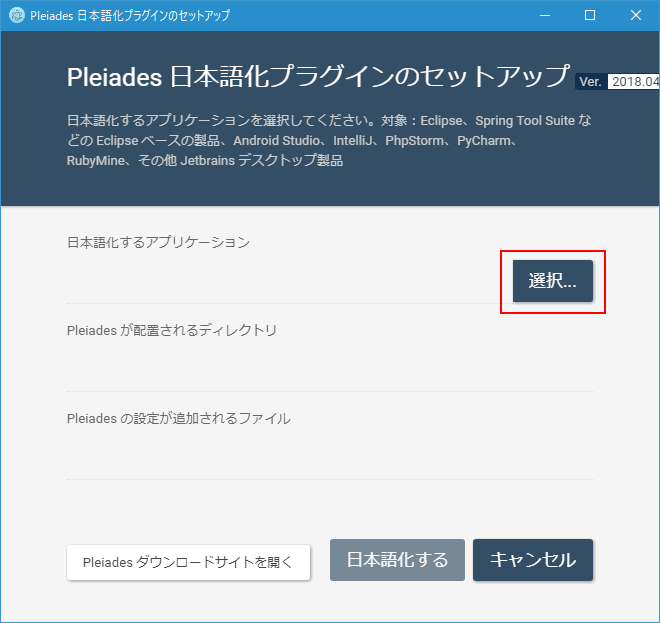 Pleiades 日本語化プラグインのセットアップ
Pleiades 日本語化プラグインのセットアップ Ver. 2018.04
日本語化するアプリケーションを選択してください。対象：Eclipse、Spring Tool Suite な
どの Eclipse ベースの製品、Android Studio、IntelliJ、PhpStorm、PyCharm、
RubyMine、その他 Jetbrains デスクトップ製品
日本語化するアプリケーション
選択...
Pleiades が配置されるディレクトリ
Pleiades の設定が追加されるファイル
Pleiades ダウンロードサイトを開く 日本語化する キャンセル